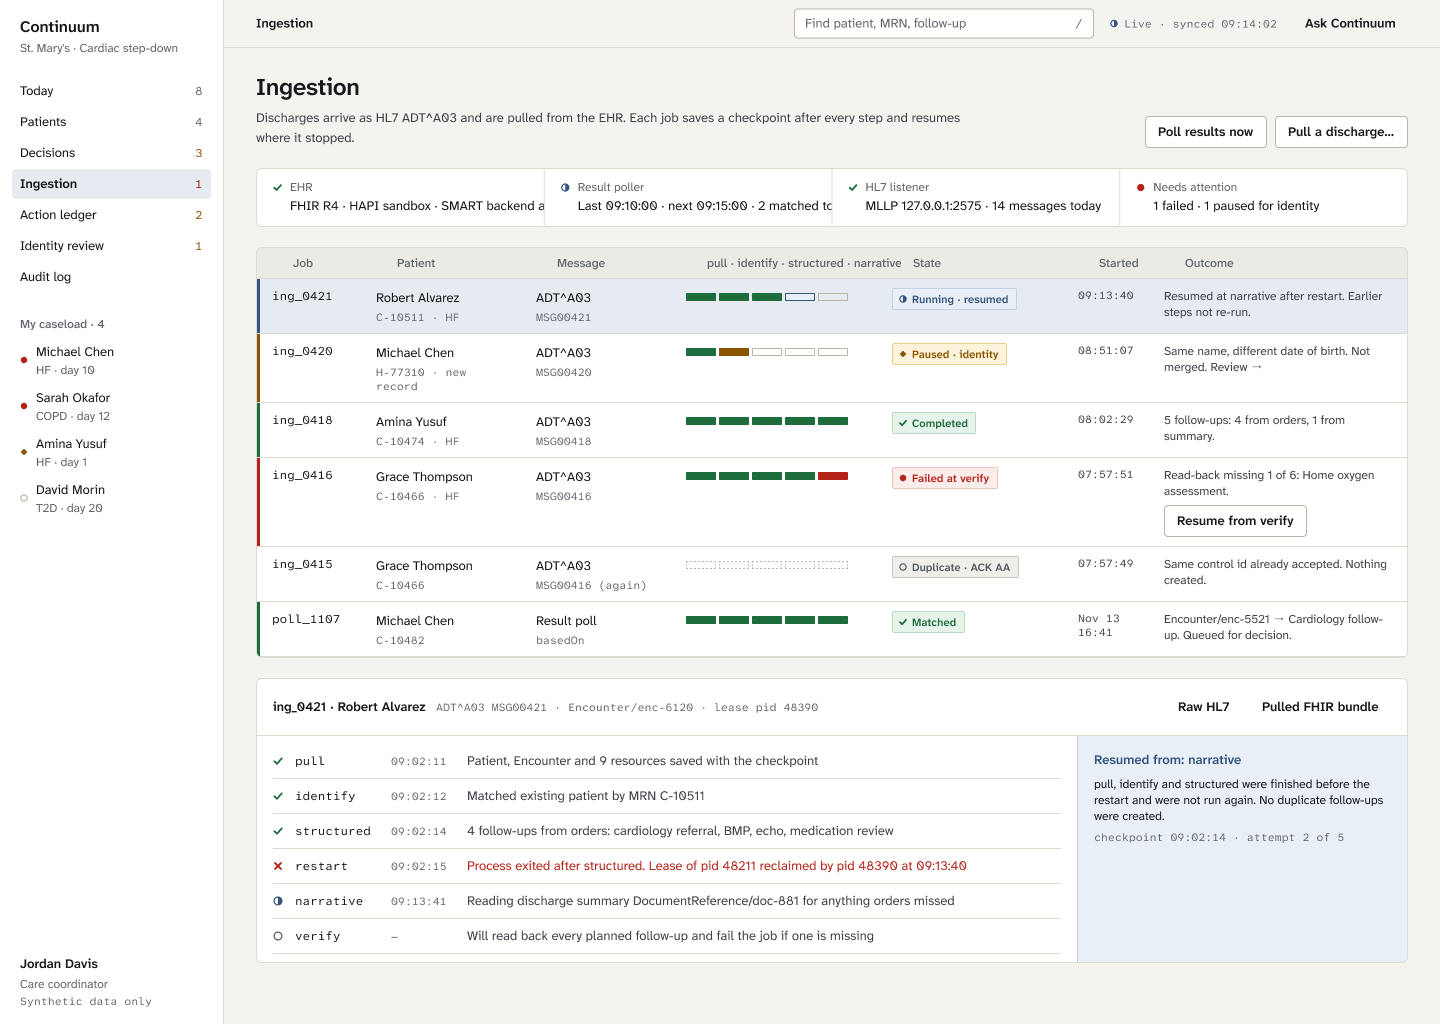 Continuum
St. Mary's · Cardiac step-down
Today 8
Patients 4
Decisions 3
Ingestion 1
Action ledger 2
Identity review 1
Audit log
My caseload · 4
Michael Chen
HF · day 10
Sarah Okafor
COPD · day 12
Amina Yusuf
HF · day 1
David Morin
T2D · day 20
Jordan Davis
Care coordinator
Synthetic data only
Ingestion
Find patient, MRN, follow-up /
Live · synced 09:14:02
Ask Continuum
Ingestion
Discharges arrive as HL7 ADT^A03 and are pulled from the EHR. Each job saves a checkpoint after every step and resumes
where it stopped.
Poll results now
Pull a discharge...
EHR
FHIR R4 · HAPI sandbox · SMART backend a
Result poller
Last 09:10:00 · next 09:15:00 · 2 matched to
HL7 listener
MLLP 127.0.0.1:2575 · 14 messages today
Needs attention
1 failed · 1 paused for identity
Job Patient Message pull · identify · structured · narrative State Started Outcome
ing_0421 Robert Alvarez ADT^A03 Running · resumed 09:13:40 Resumed at narrative after restart. Earlier
C-10511 · HF MSG00421 steps not re-run.
ing_0420 Michael Chen ADT^A03 Paused · identity 08:51:07 Same name, different date of birth. Not
H-77310 · new MSG00420 merged. Review →
record
ing_0418 Amina Yusuf ADT^A03 Completed 08:02:29 5 follow-ups: 4 from orders, 1 from
C-10474 · HF MSG00418 summary.
ing_0416 Grace Thompson ADT^A03 Failed at verify 07:57:51 Read-back missing 1 of 6: Home oxygen
C-10466 · HF MSG00416 assessment.
Resume from verify
ing_0415 Grace Thompson ADT^A03 Duplicate · ACK AA 07:57:49 Same control id already accepted. Nothing
C-10466 MSG00416 (again) created.
poll_1107 Michael Chen Result poll Matched Nov 13 Encounter/enc-5521 → Cardiology follow-
C-10482 basedOn 16:41 up. Queued for decision.
ing_0421 · Robert Alvarez ADT^A03 MSG00421 · Encounter/enc-6120 · lease pid 48390
Raw HL7
Pulled FHIR bundle
pull 09:02:11 Patient, Encounter and 9 resources saved with the checkpoint
identify 09:02:12 Matched existing patient by MRN C-10511
structured 09:02:14 4 follow-ups from orders: cardiology referral, BMP, echo, medication review
restart 09:02:15 Process exited after structured. Lease of pid 48211 reclaimed by pid 48390 at 09:13:40
narrative 09:13:41 Reading discharge summary DocumentReference/doc-881 for anything orders missed
verify – Will read back every planned follow-up and fail the job if one is missing
Resumed from: narrative
pull, identify and structured were finished before the
restart and were not run again. No duplicate follow-ups
were created.
checkpoint 09:02:14 · attempt 2 of 5